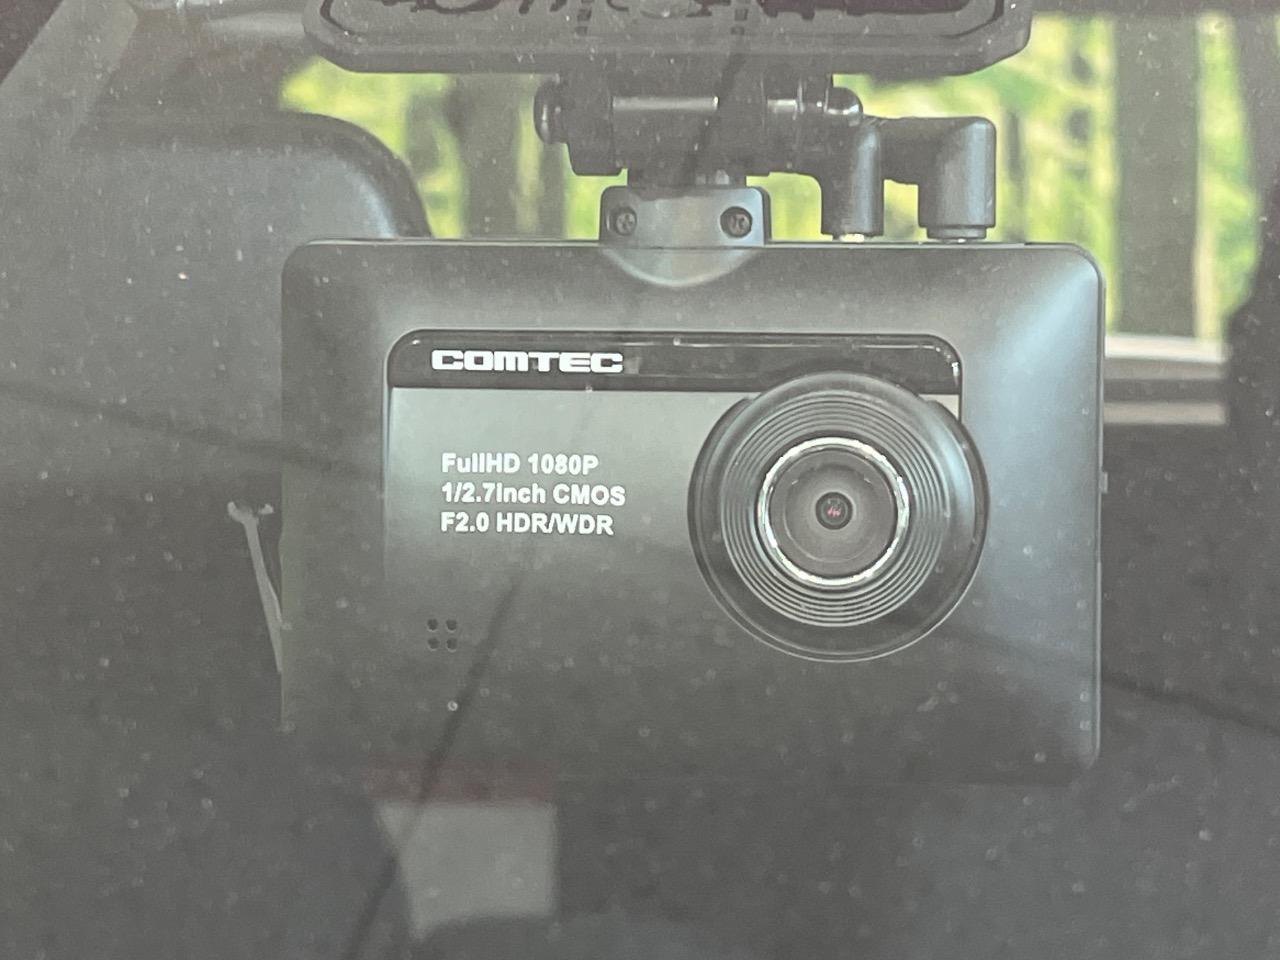 COMTEC
FullHD 1080P
1/2.7inch CMOS
F2.0 HDR/WDR